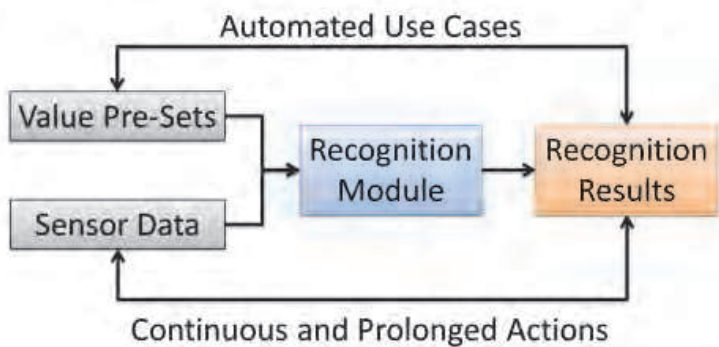 Automated Use Cases
Value Pre-Sets
Recognition
Module
Recognition
Results
Sensor Data
Continuous and Prolonged Actions